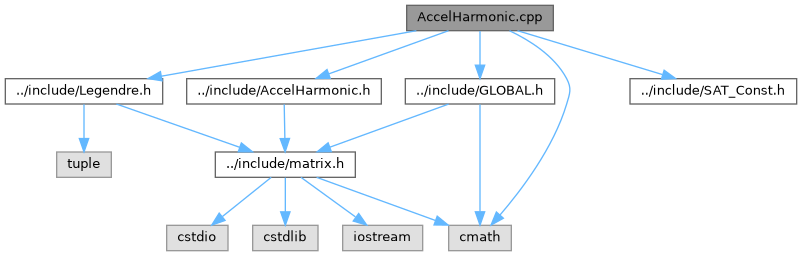 AccelHarmonic.cpp
../include/Legendre.h
../include/AccelHarmonic.h
../include/GLOBAL.h
../include/SAT_Const.h
tuple
../include/matrix.h
cstdio
cstdlib
iostream
cmath